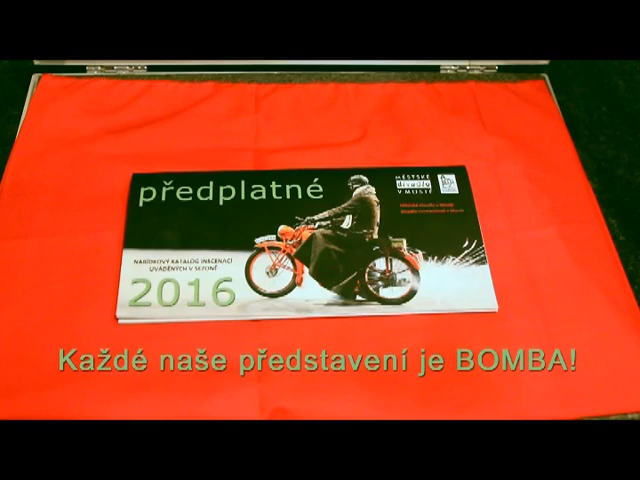 předplatné
MĚSTSKÉ
divadlo
V MOSTĚ
NABÍDKOVÝ KATALOG INSCENACÍ
UVÁDĚNÝCH V SEZONĚ
2016
Každé naše představení je BOMBA!